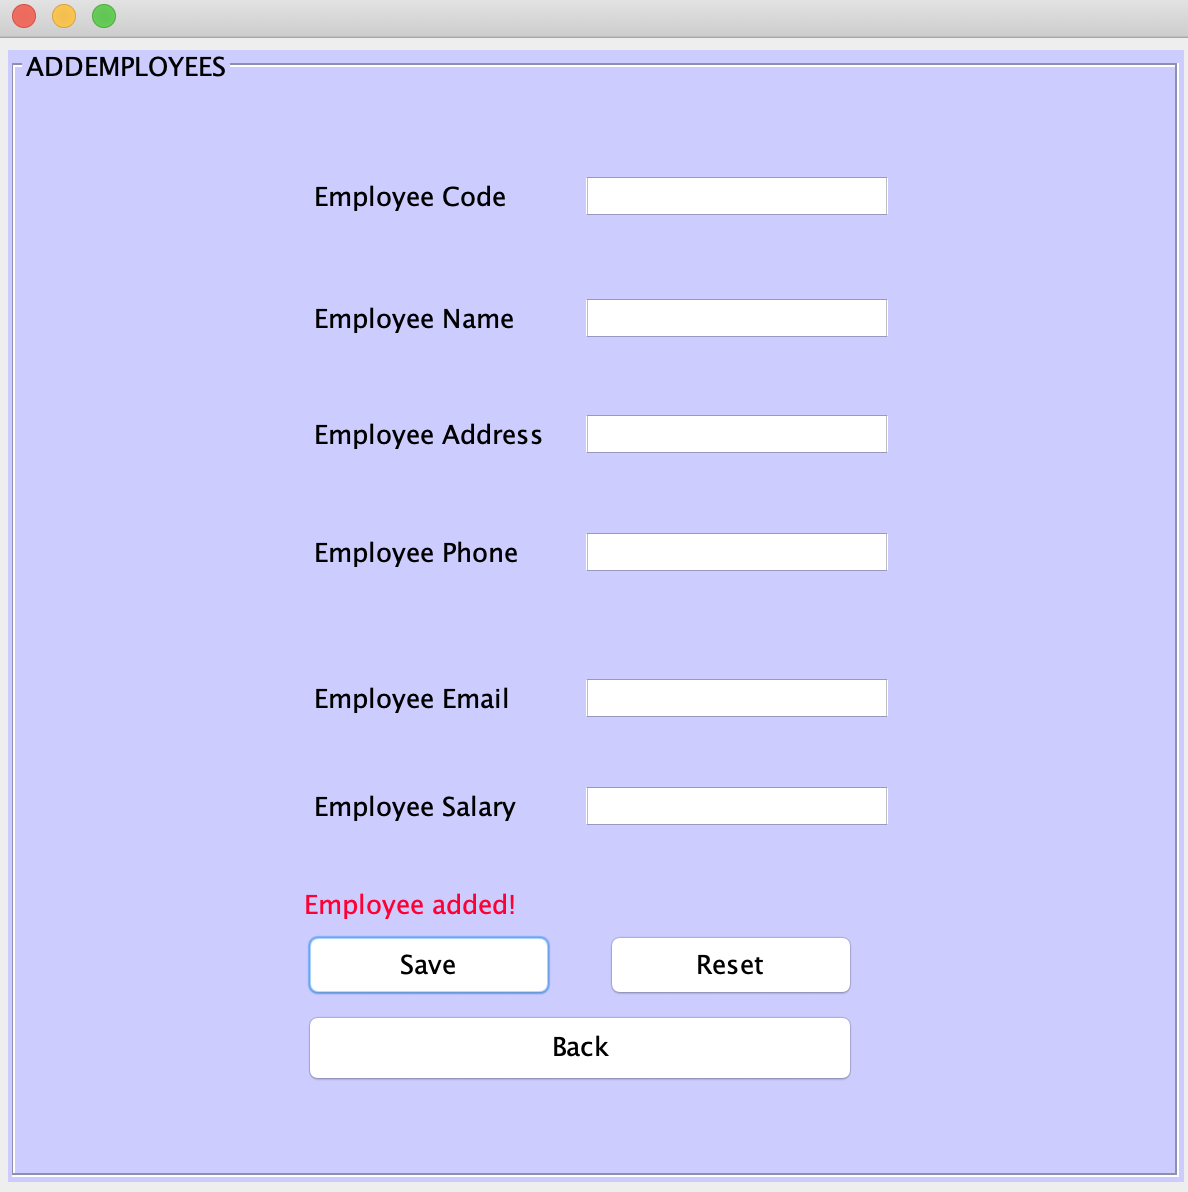 ADDEMPLOYEES
Employee Code
Employee Name
Employee Address
Employee Phone
Employee Email
Employee Salary
Employee added!
Save Reset
Back